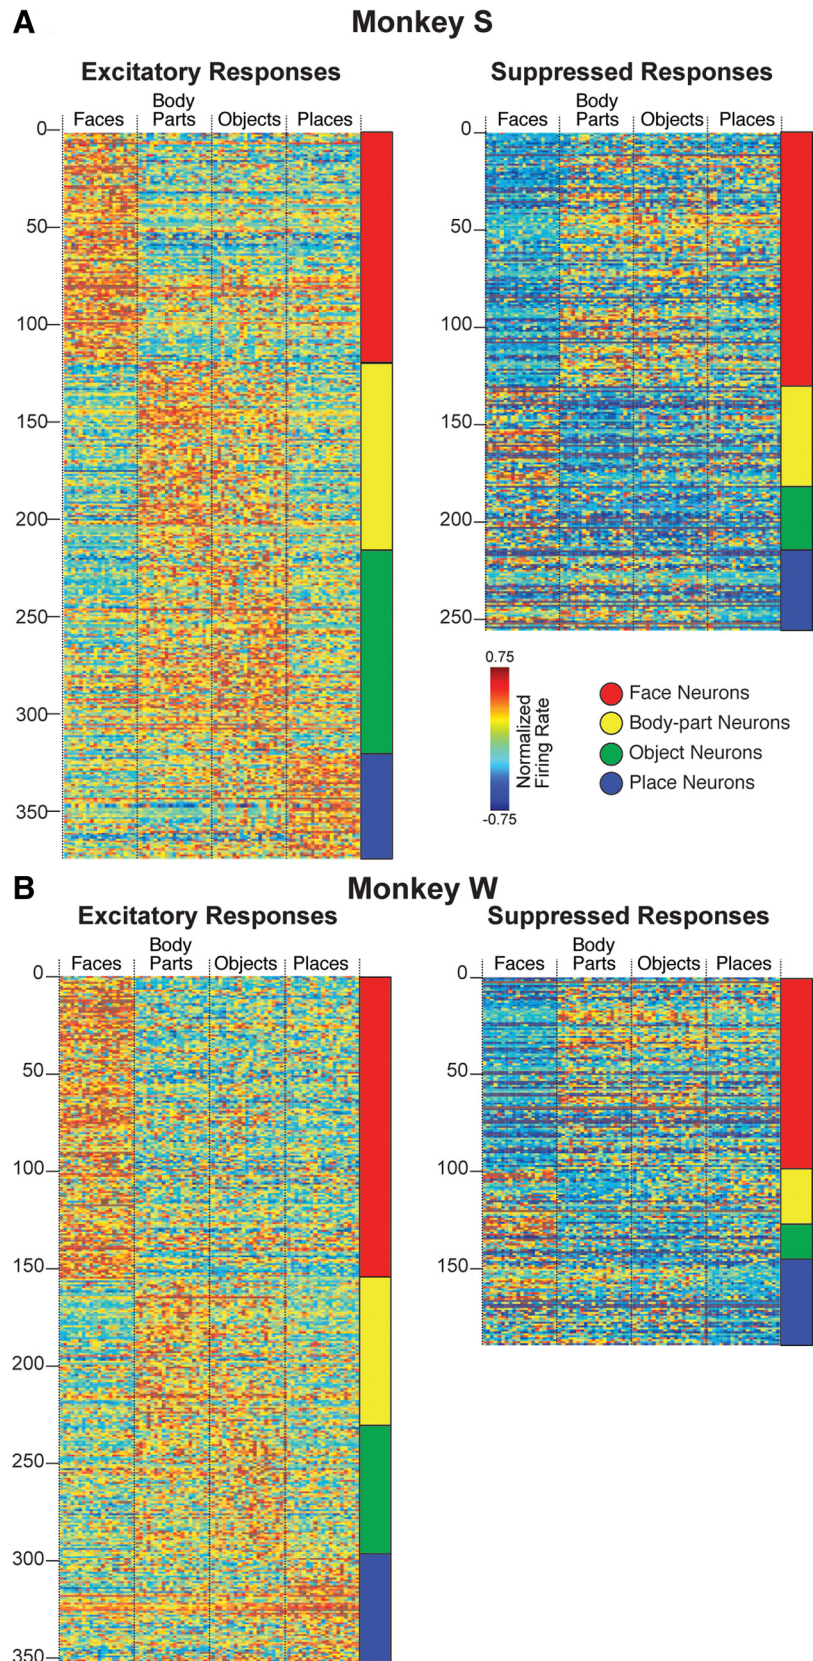 A
Monkey S
Excitatory Responses
Suppressed Responses
Faces
Body
Parts
Objects
Places
Faces
Body
Parts
Objects
Places
0
50
100
150
200
250
300
350
0
50
100
150
200
250
0.75
-0.75
Normalized
Firing Rate
Face Neurons
Body-part Neurons
Object Neurons
Place Neurons
B
Monkey W
Excitatory Responses
Suppressed Responses
Faces
Body
Parts
Objects
Places
Faces
Body
Parts
Objects
Places
0
50
100
150
200
250
300
350
0
50
100
150